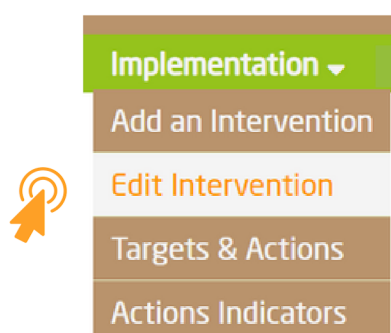 Implementation
Add an Intervention
Edit Intervention
Targets & Actions
Actions Indicators